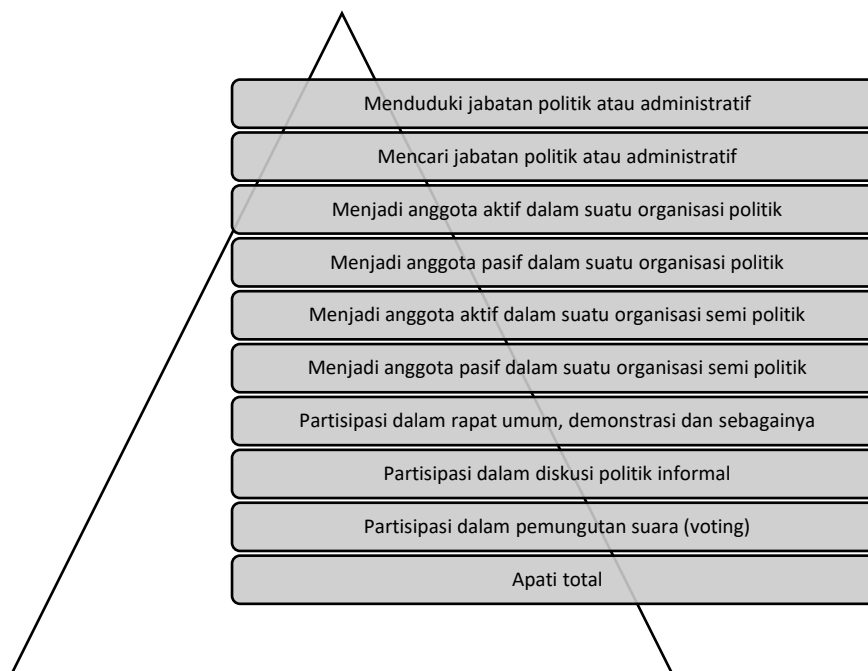 Menduduki jabatan politik atau administratif
Mencari jabatan politik atau administratif
Menjadi anggota aktif dalam suatu organisasi politik
Menjadi anggota pasif dalam suatu organisasi politik
Menjadi anggota aktif dalam suatu organisasi semi politik
Menjadi anggota pasif dalam suatu organisasi semi politik
Partisipasi dalam rapat umum, demonstrasi dan sebagainya
Partisipasi dalam diskusi politik informal
Partisipasi dalam pemungutan suara (voting)
Apati total